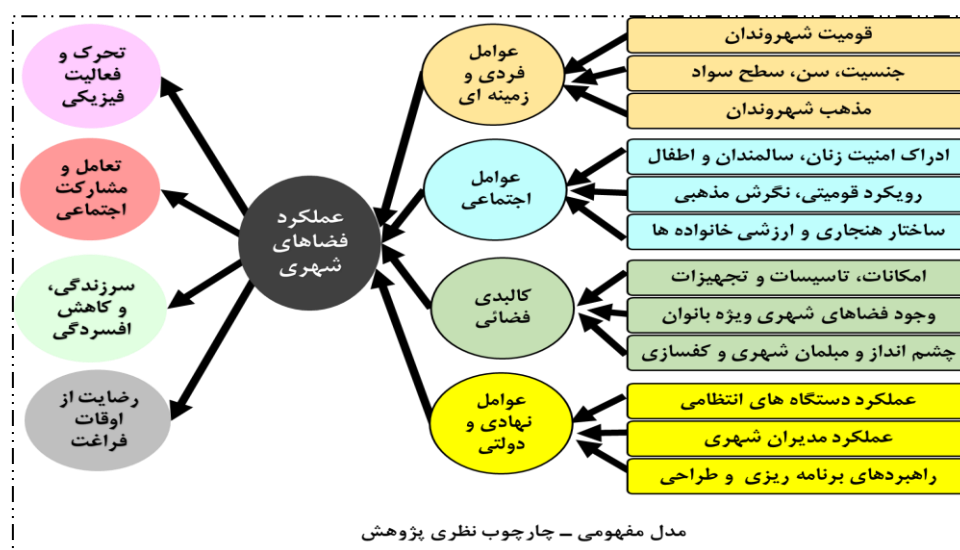 قومیت شهروندان
جنسیت، سن، سطح سواد
مذهب شهروندان
ادراک امنیت زنان، سالمندان و اطفال
رویکرد قومیتی، نگرش مذهبی
ساختار هنجاری و ارزشی خانواده ها
امکانات، تاسیسات و تجهیزات
وجود فضاهای شهری ویژه بانوان
چشم انداز و مبلمان شهری و کفسازی
عملکرد دستگاه های انتظامی
عملکرد مدیران شهری
راهبردهای برنامه ریزی و طراحی
عوامل
فردی و
زمینه ای
عوامل
اجتماعی
کالبدی
فضائی
عوامل
نهادی و
دولتی
عملکرد
فضاهای
شهری
تحرک و
فعالیت
فیزیکی
تعامل و
مشارکت
اجتماعی
سرزندگی،
و کاهش
افسردگی
رضایت از
اوقات
فراغت
مدل مفهومی – چارچوب نظری پژوهش